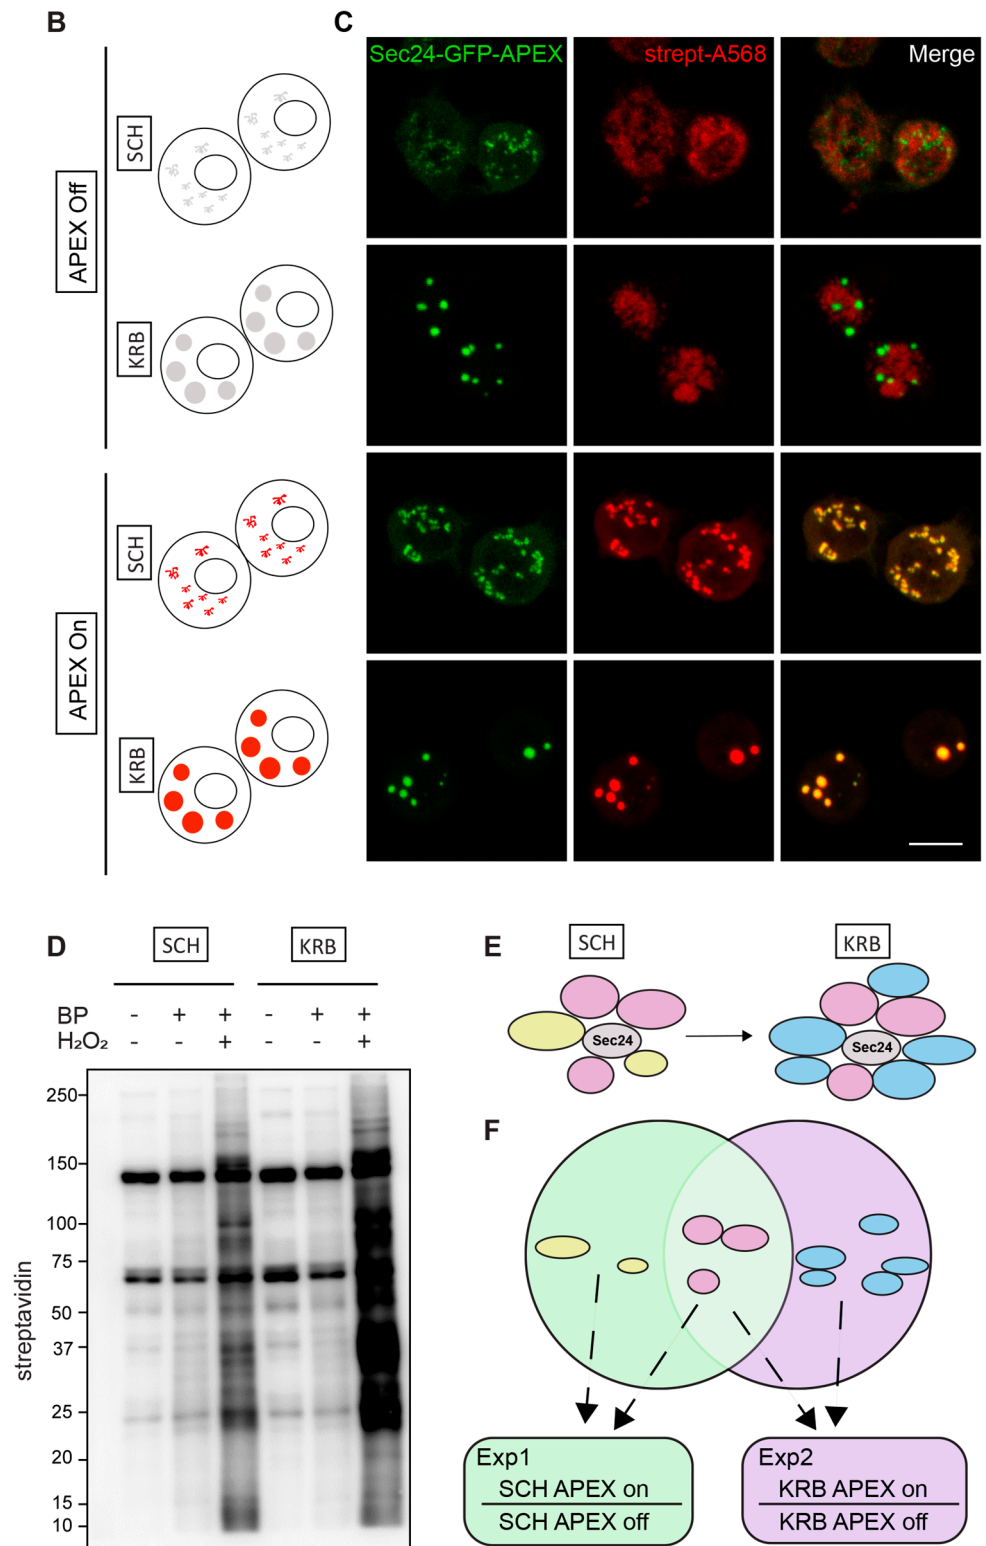 B
APEX Off
SCH
KRB
APEX On
SCH
KRB
C
Sec24-GFP-APEX
strept-A568
Merge
D
SCH
KRB
BP - + + - + +
H₂O₂ - - + - - +
streptavidin
250
150
100
75
50
37
25
20
15
10
E
SCH
KRB
Sec24
Sec24
F
Exp1
SCH APEX on
SCH APEX off
Exp2
KRB APEX on
KRB APEX off